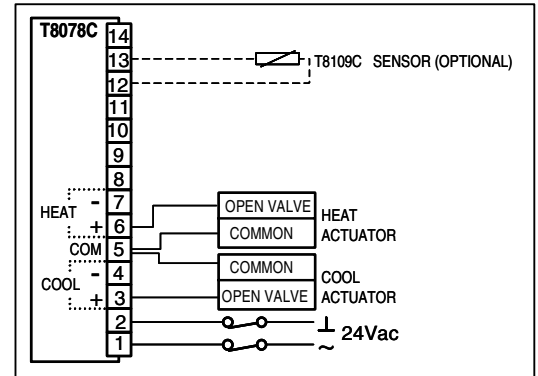 T8078C
14
13
T8109C SENSOR (OPTIONAL)
12
11
10
9
8
- 7
HEAT
+ 6
COM 5
- 4
COOL
+ 3
2
1
OPEN VALVE
COMMON
HEAT
ACTUATOR
COMMON
OPEN VALVE
COOL
ACTUATOR
24Vac
~